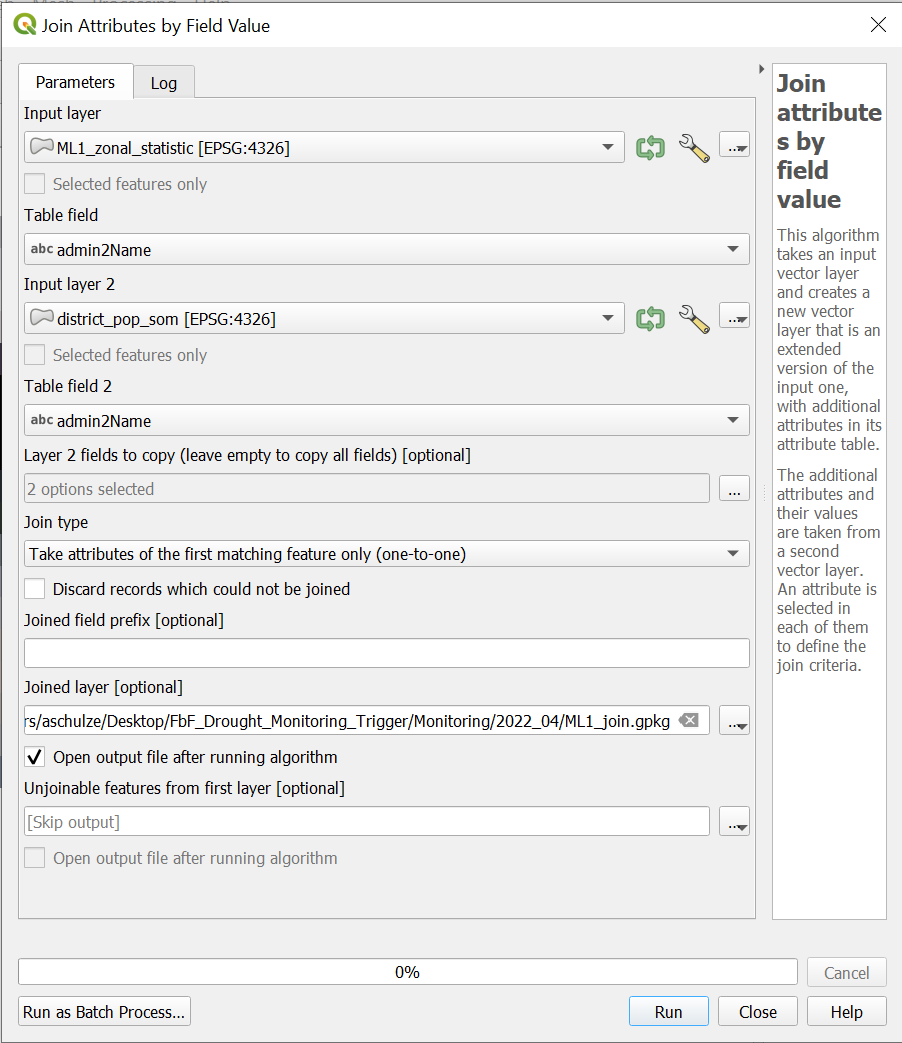 Join Attributes by Field Value
Parameters
Log
Input layer
ML1_zonal_statistic [EPSG:4326]
...
Selected features only
Table field
abc admin2Name
Input layer 2
district_pop_som [EPSG:4326]
...
Selected features only
Table field 2
abc admin2Name
Layer 2 fields to copy (leave empty to copy all fields) [optional]
2 options selected
...
Join type
Take attributes of the first matching feature only (one-to-one)
Discard records which could not be joined
Joined field prefix [optional]
Joined layer [optional]
rs/aschulze/Desktop/FbF_Drought_Monitoring_Trigger/Monitoring/2022_04/ML1_join.gpkg
...
Open output file after running algorithm
Unjoinable features from first layer [optional]
[Skip output]
...
Open output file after running algorithm
Join
attribute
s by
field
value
This algorithm
takes an input
vector layer
and creates a
new vector
layer that is an
extended
version of the
input one,
with additional
attributes in its
attribute table.
The additional
attributes and
their values
are taken from
a second
vector layer.
An attribute is
selected in
each of them
to define the
join criteria.
0%
Cancel
Run as Batch Process...
Run
Close
Help